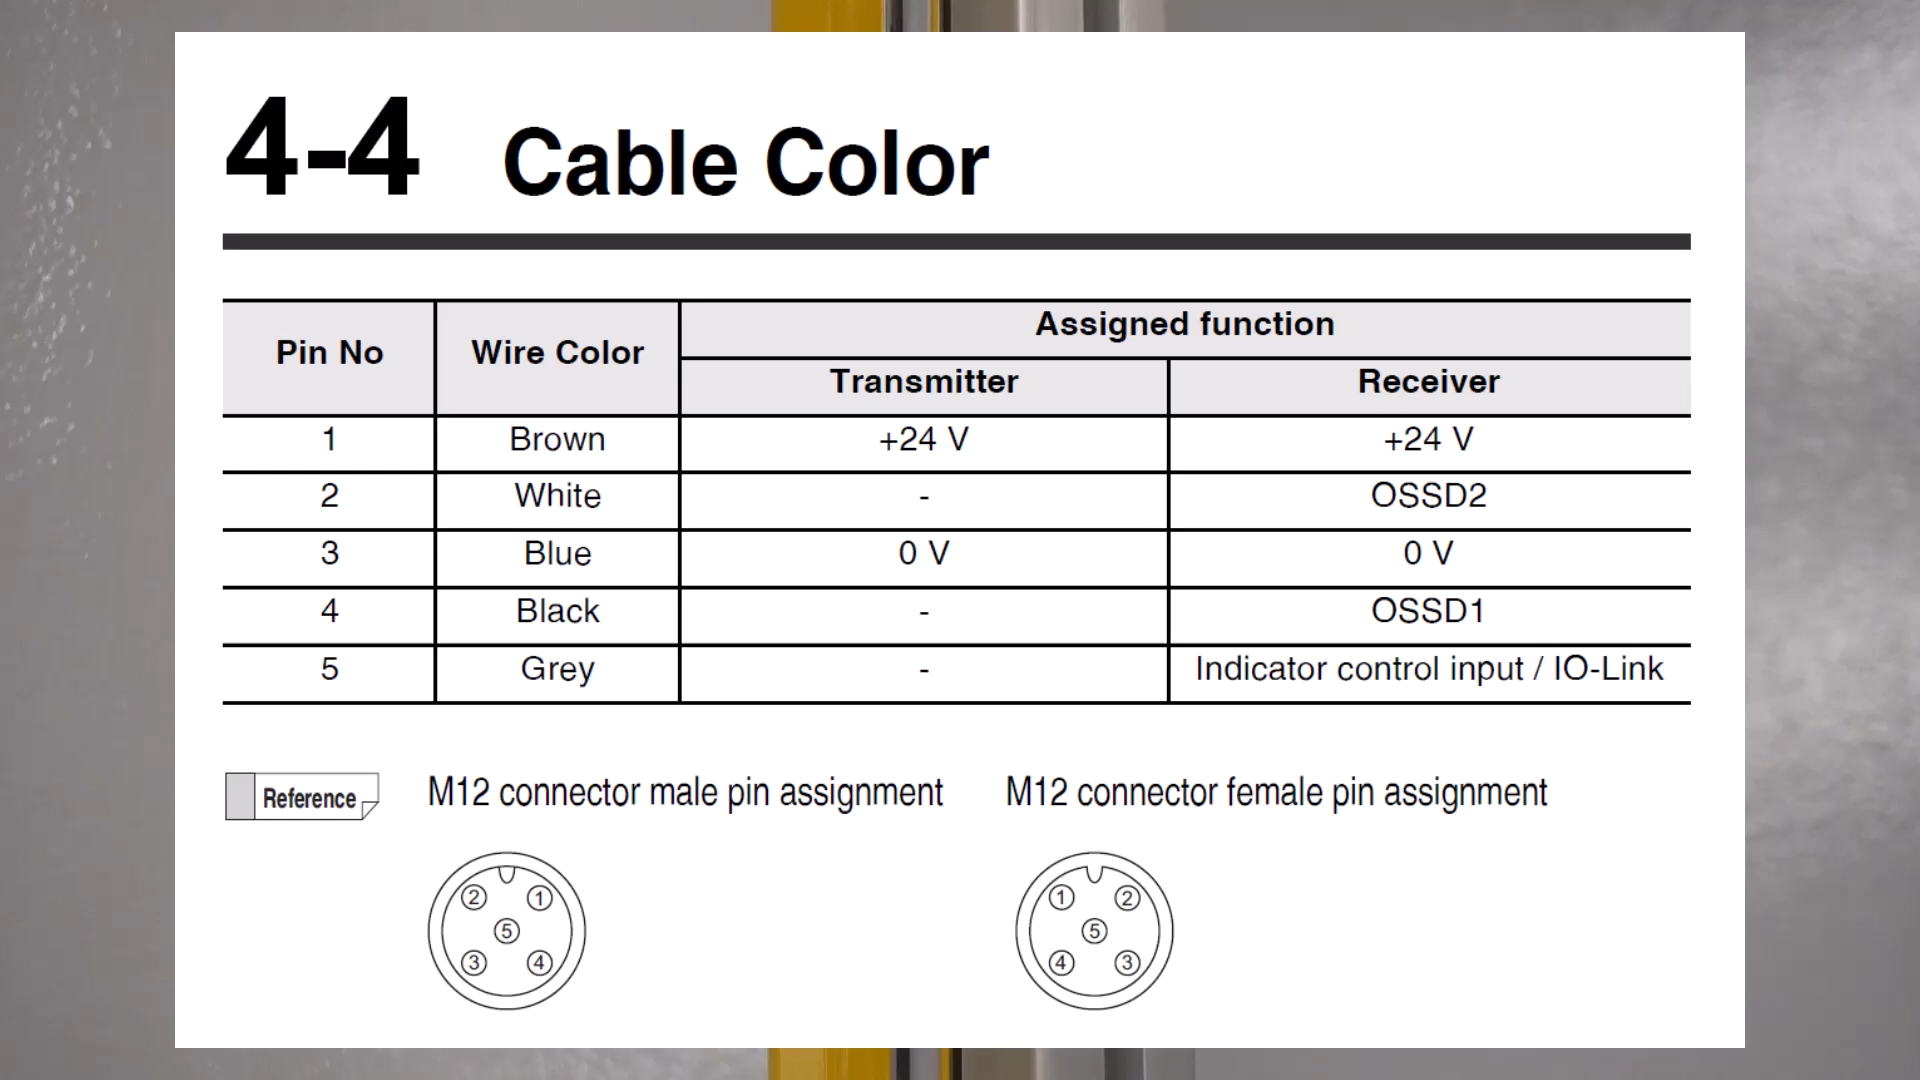 4-4 Cable Color
Pin No Wire Color Assigned function
Transmitter Receiver
1 Brown +24 V +24 V
2 White - OSSD2
3 Blue 0 V 0 V
4 Black - OSSD1
5 Grey - Indicator control input / IO-Link
Reference M12 connector male pin assignment M12 connector female pin assignment
2 1 1 2
5 5
3 4 4 3